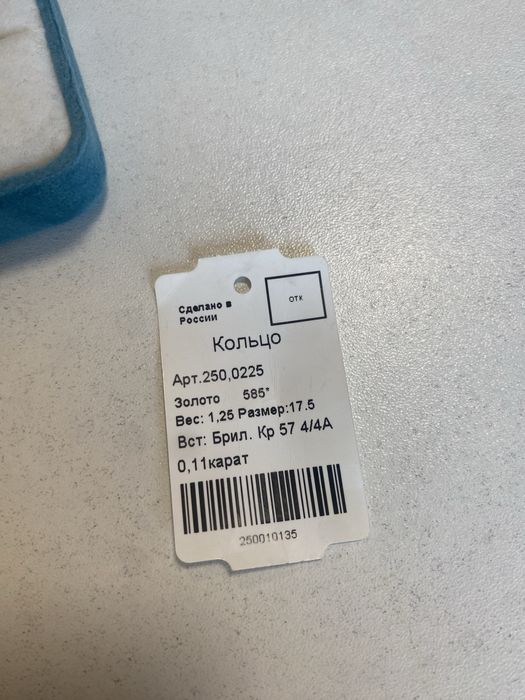 Сделано в
России
ОТК
Кольцо
Арт.250,0225
Золото 585*
Вес: 1,25 Размер:17.5
Вст: Брил. Кр 57 4/4А
0,11карат
250010135